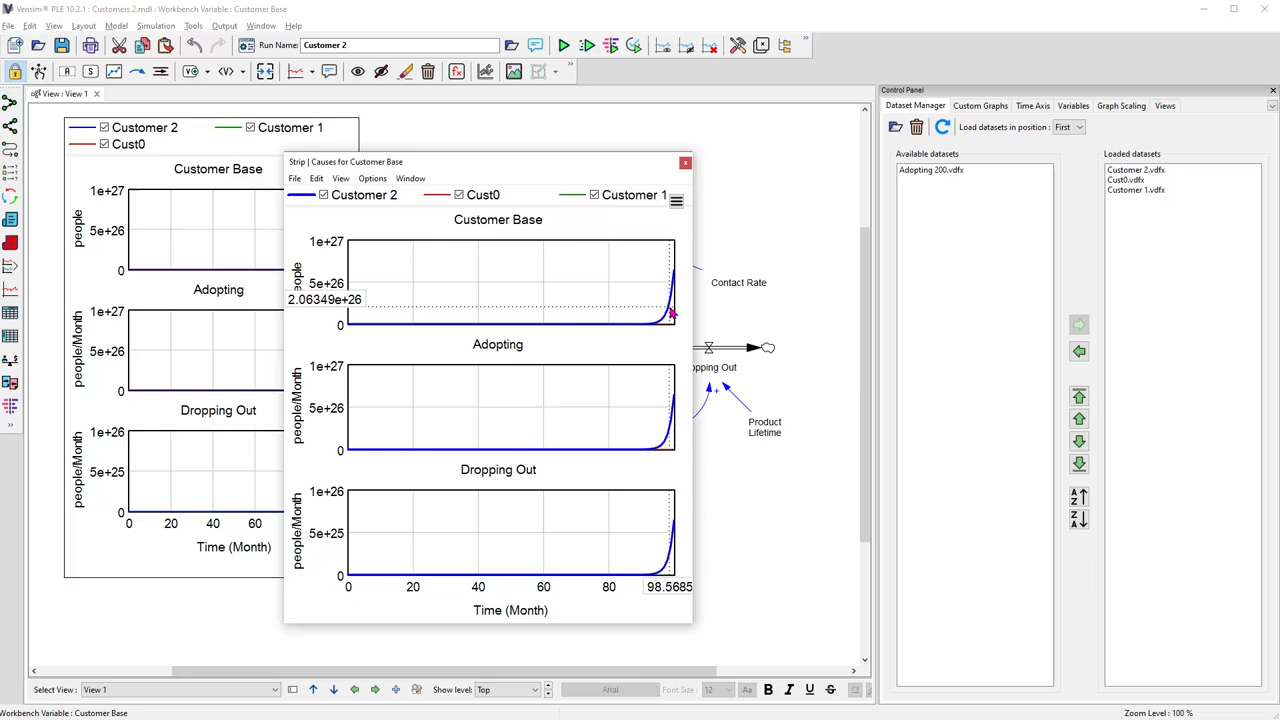 Vensim® PLE 10.2.1 : Customers 2.mdl : Workbench Variable : Customer Base
File Edit View Layout Model Simulation Tools Output Window Help
Run Name: Customer 2
View : View 1
Control Panel
Dataset Manager Custom Graphs Time Axis Variables Graph Scaling Views
Load datasets in position : First
Available datasets
Adopting 200.vdfx
Loaded datasets
Customer 2.vdfx
Cust0.vdfx
Customer 1.vdfx
Customer 2 Customer 1
Cust0
Customer Base
1e+27
5e+26
0
people
Adopting
1e+27
5e+26
0
people/Month
Dropping Out
1e+26
5e+25
0
people/Month
0 20 40 60
Time (Month)
Strip | Causes for Customer Base
File Edit View Options Window
Customer 2 Cust0 Customer 1
Customer Base
1e+27
5e+26
0
people
2.06349e+26
Adopting
1e+27
5e+26
0
people/Month
Dropping Out
1e+26
5e+25
0
people/Month
0 20 40 60 80 98.5685
Time (Month)
Contact Rate
pping Out
+
Product
Lifetime
Select View : View 1 Show level: Top Arial Font Size : 12 Aa B I U S
Workbench Variable : Customer Base
Zoom Level : 100 %